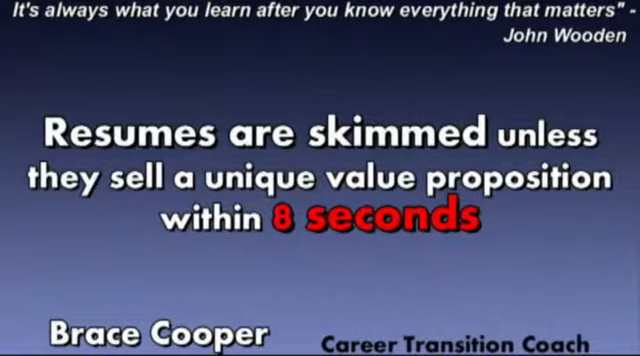 It's always what you learn after you know everything that matters" -
John Wooden
Resumes are skimmed unless
they sell a unique value proposition
within 8 seconds
Brace Cooper
Career Transition Coach